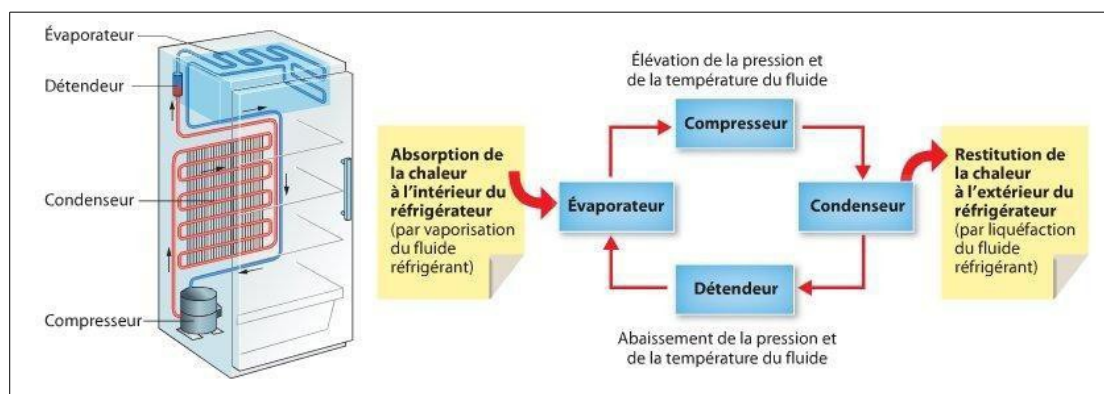 Évaporateur
Détendeur
Condenseur
Compresseur
Absorption de
la chaleur
à l'intérieur du
réfrigérateur
(par vaporisation
du fluide
réfrigérant)
Élévation de la pression et
de la température du fluide
Compresseur
Évaporateur
Condenseur
Détendeur
Abaissement de la pression et
de la température du fluide
Restitution de
la chaleur
à l'extérieur du
réfrigérateur
(par liquéfaction
du fluide
réfrigérant)